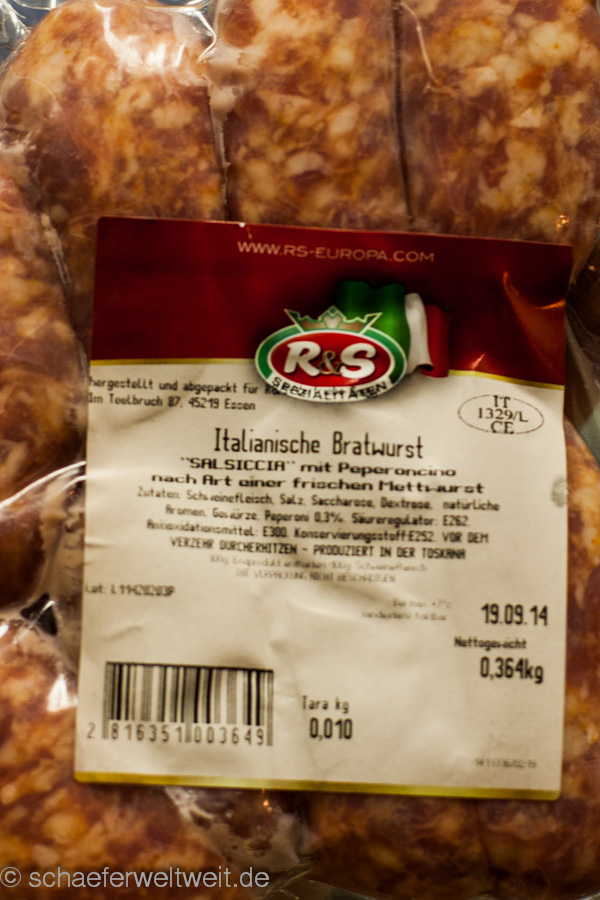 WWW.RS-EUROPA.COM
R&S
SPEZIALITÄTEN
hergestellt und abgepackt für
Im Teelbruch 87, 45219 Essen
IT
1329/L
CE
Italianische Bratwurst
"SALSICCIA" mit Peperoncino
nach Art einer frischen Mettwurst
Zutaten: Schweinefleisch, Salz, Saccharose, Dextrose, natürliche
Aromen, Gewürze, Peperoni 0,3%, Säureregulator: E262,
Antioxidationsmittel: E300, Konservierungsstoff:E252. VOR DEM
VERZEHR DURCHERHITZEN - PRODUZIERT IN DER TOSKANA
Lot:
19.09.14
Nettogewicht
0,364kg
Tara kg
0,010
2 816351 003649
© schaeferweltweit.de